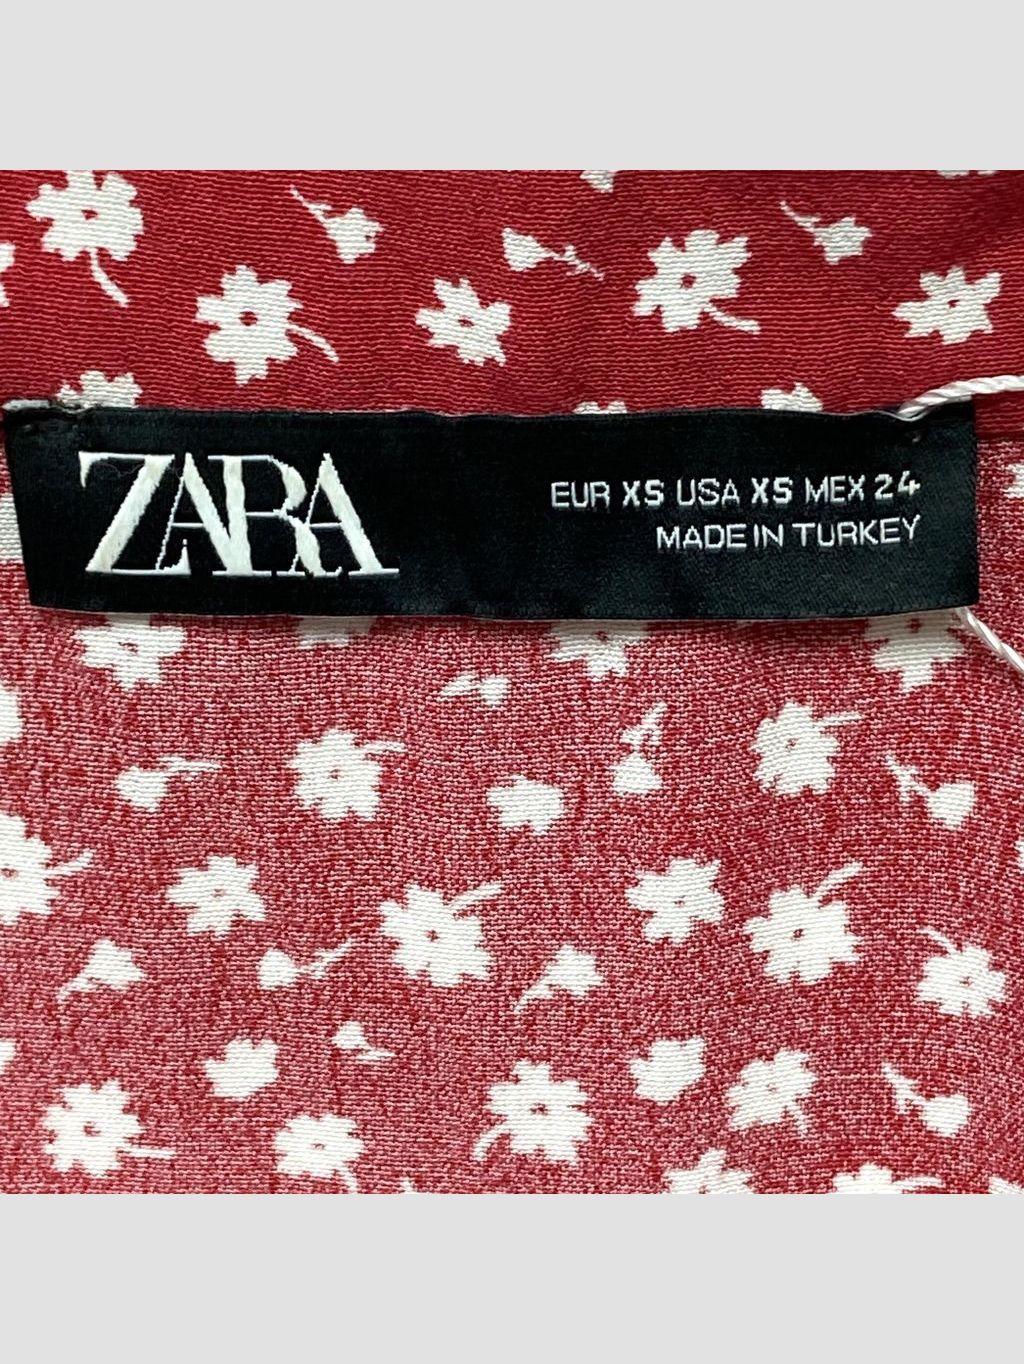 ZARA
EUR XS USA XS MEX 24
MADE IN TURKEY